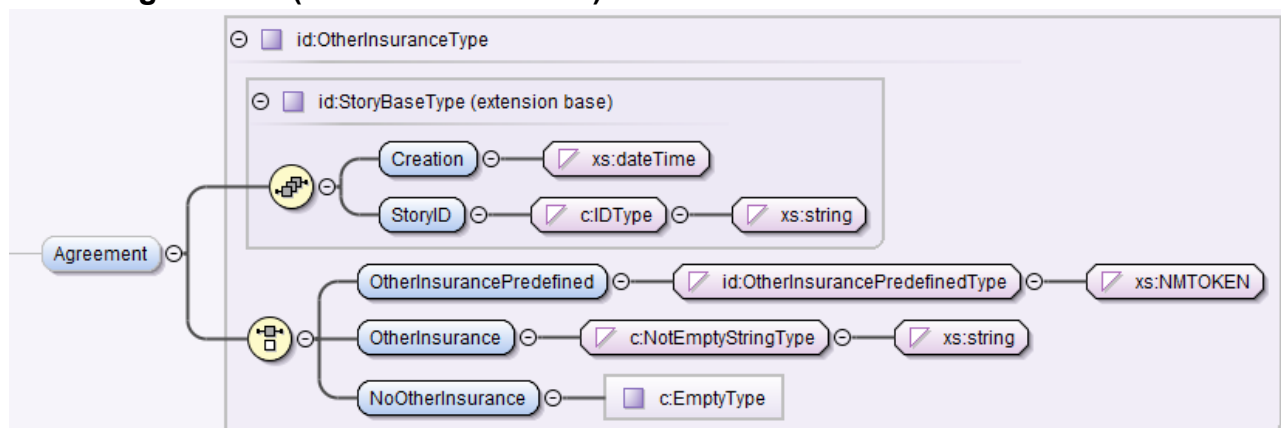 id:OtherInsuranceType
id:StoryBaseType (extension base)
Creation xs:dateTime
StoryID c:IDType xs:string
Agreement
OtherInsurancePredefined id:OtherInsurancePredefinedType xs:NMTOKEN
OtherInsurance c:NotEmptyStringType xs:string
NoOtherInsurance c:EmptyType